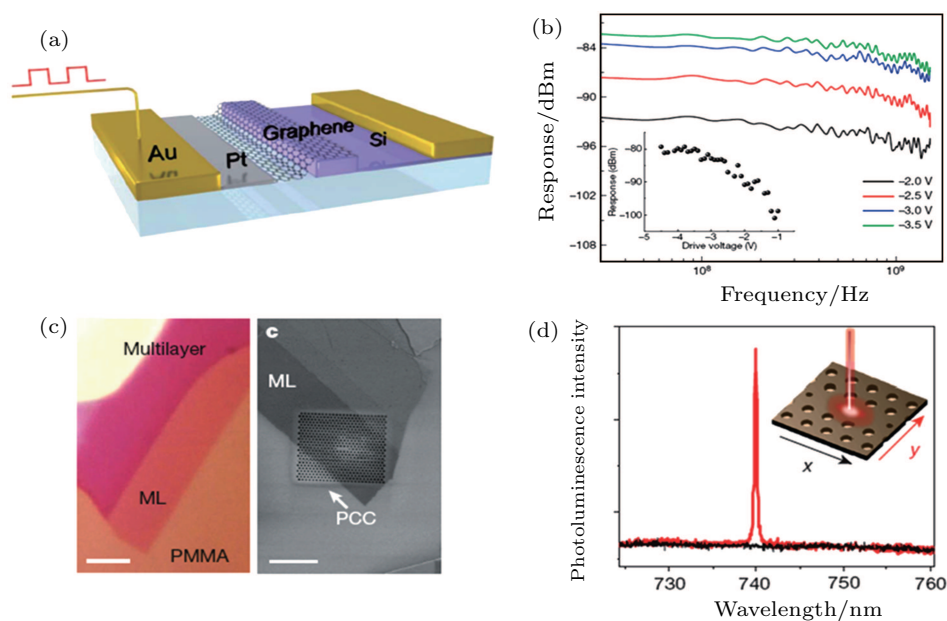 (a)
Au
Pt
Graphene
Si
(b)
Response/dBm
-84
-90
-96
-102
-108
-2.0 V
-2.5 V
-3.0 V
-3.5 V
Response (dBm)
-80
-90
-100
-5 -4 -3 -2 -1
Drive voltage (V)
10⁸ 10⁹
Frequency/Hz
(c)
Multilayer
ML
PMMA
c
ML
PCC
(d)
Photoluminescence intensity
x
y
730 740 750 760
Wavelength/nm